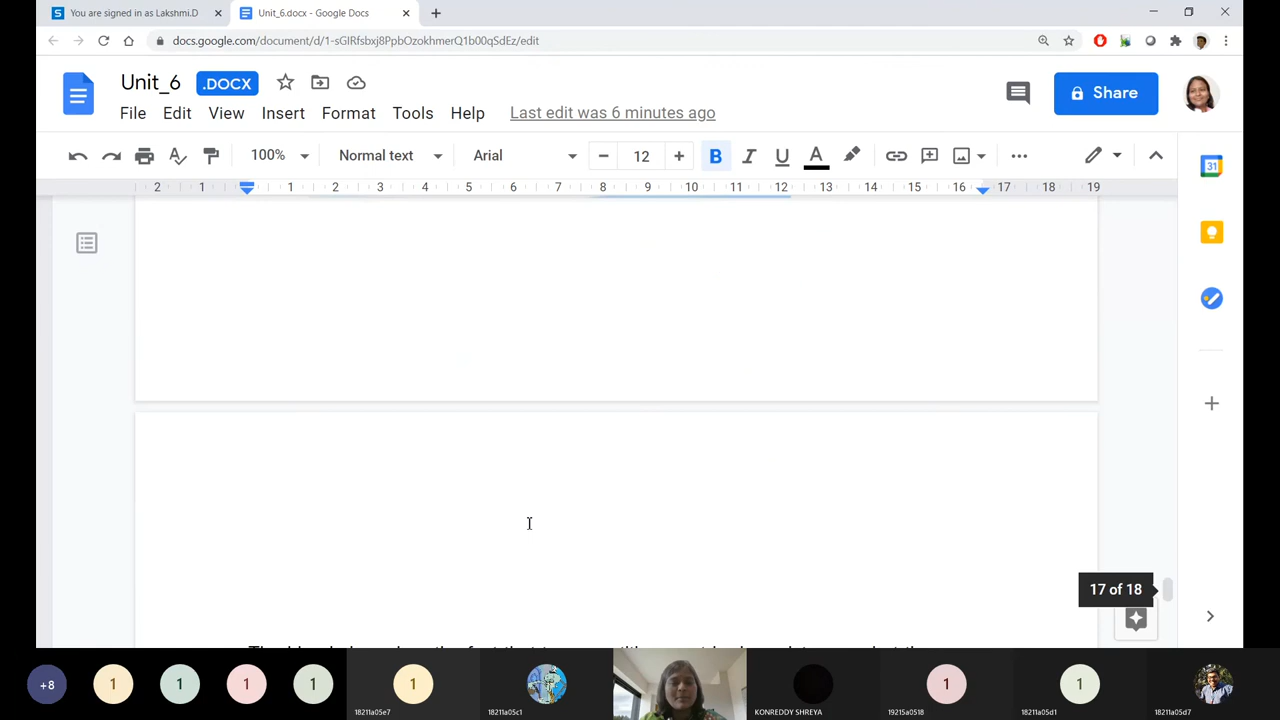 You are signed in as Lakshmi.D
Unit_6.docx - Google Docs
docs.google.com/document/d/1-sGIRfsbxj8PpbOzokhmerQ1b00qSdEz/edit
Unit_6 .DOCX
Share
File Edit View Insert Format Tools Help Last edit was 6 minutes ago
100% Normal text Arial 12 B I U A
2 1 1 2 3 4 5 6 7 8 9 10 11 12 13 14 15 16 17 18 19
31
17 of 18
+8 1 1 1 1 1 1 1
18211a05e7 18211a05c1 KONREDDY SHREYA 19215a0518 18211a05d1 18211a05d7